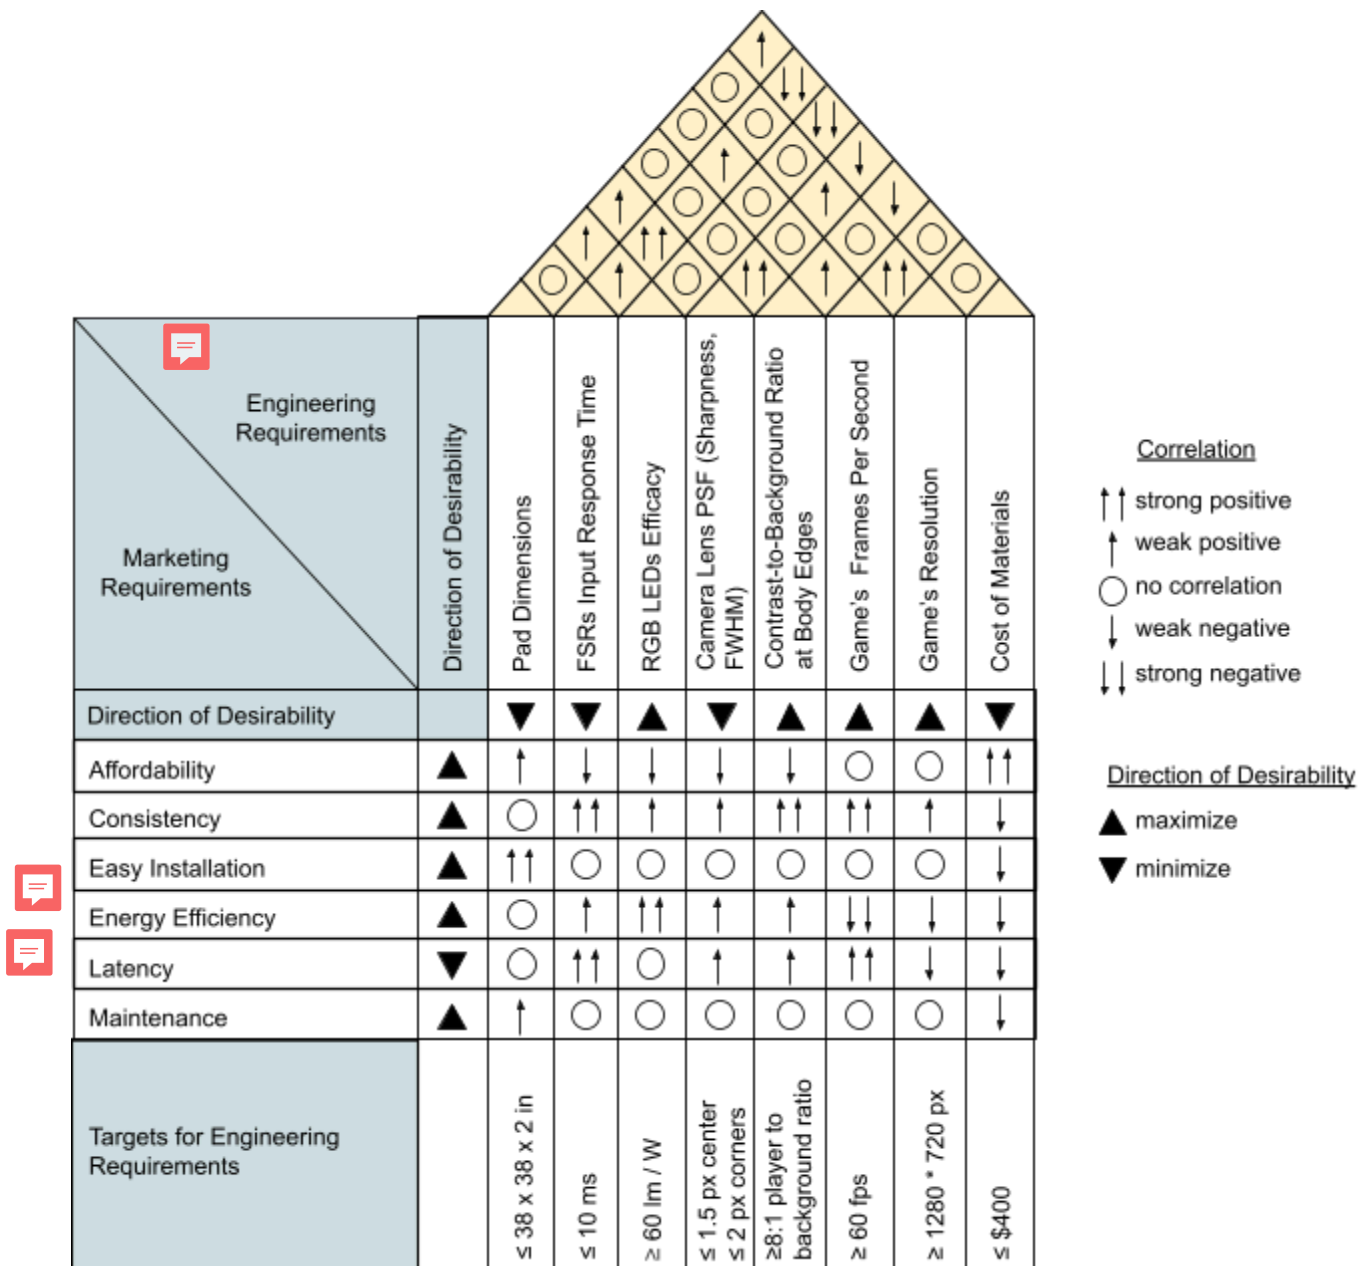 Engineering
Requirements
Marketing
Requirements
Direction of Desirability
Pad Dimensions
FSRs Input Response Time
RGB LEDs Efficacy
Camera Lens PSF (Sharpness,
FWHM)
Contrast-to-Background Ratio
at Body Edges
Game's Frames Per Second
Game's Resolution
Cost of Materials
Correlation
strong positive
weak positive
no correlation
weak negative
strong negative
Direction of Desirability
maximize
minimize
Direction of Desirability
Affordability
Consistency
Easy Installation
Energy Efficiency
Latency
Maintenance
Targets for Engineering
Requirements
≤ 38 x 38 x 2 in
≤ 10 ms
≥ 60 lm / W
≤ 1.5 px center
≤ 2 px corners
≥8:1 player to
background ratio
≥ 60 fps
≥ 1280 * 720 px
≤ $400